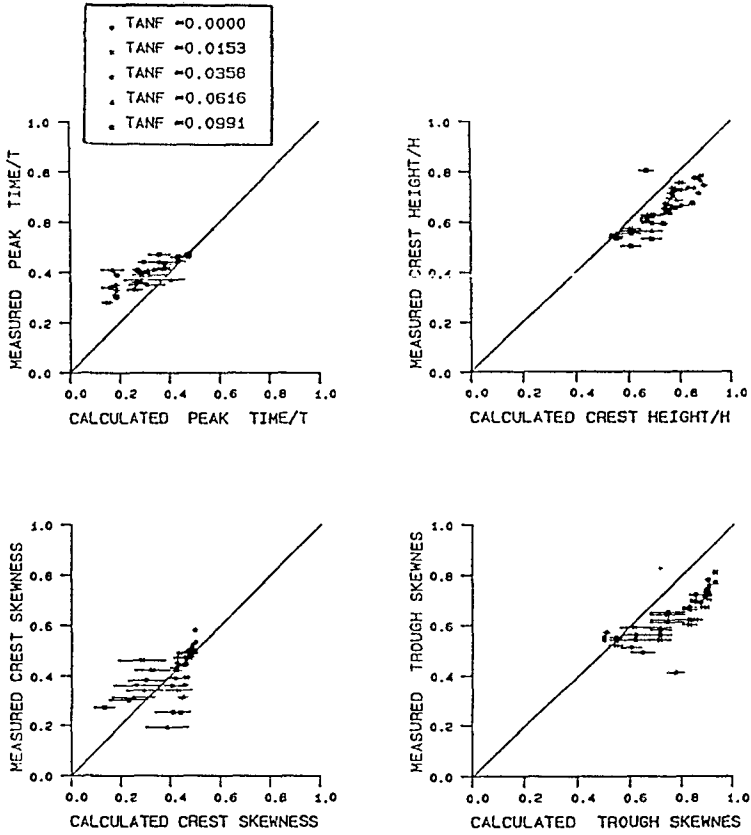 TANF =0.0000
TANF =0.0153
TANF =0.0358
TANF =0.0616
TANF =0.0991
MEASURED PEAK TIME/T
1.0
0.8
0.6
0.4
0.2
0.0
0.0 0.2 0.4 0.6 0.8 1.0
CALCULATED PEAK TIME/T
MEASURED CREST HEIGHT/H
1.0
0.8
0.6
0.4
0.2
0.0
0.0 0.2 0.4 0.6 0.8 1.0
CALCULATED CREST HEIGHT/H
MEASURED CREST SKEWNESS
1.0
0.8
0.6
0.4
0.2
0.0
0.0 0.2 0.4 0.6 0.8 1.0
CALCULATED CREST SKEWNESS
MEASURED TROUGH SKEWNES
1.0
0.8
0.6
0.4
0.2
0.0
0.0 0.2 0.4 0.6 0.8 1.0
CALCULATED TROUGH SKEWNES